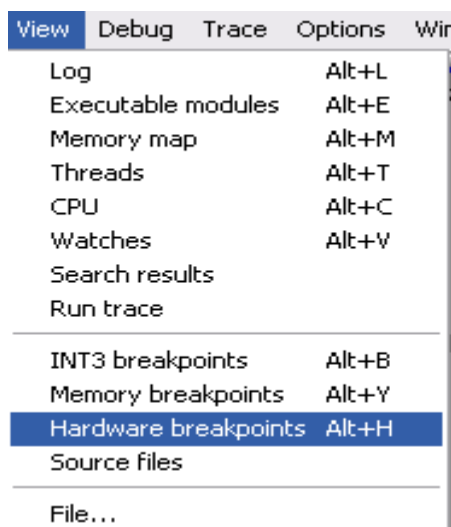 View Debug Trace Options Wi
Log Alt+L
Executable modules Alt+E
Memory map Alt+M
Threads Alt+T
CPU Alt+C
Watches Alt+V
Search results
Run trace
INT3 breakpoints Alt+B
Memory breakpoints Alt+Y
Hardware breakpoints Alt+H
Source files
File...